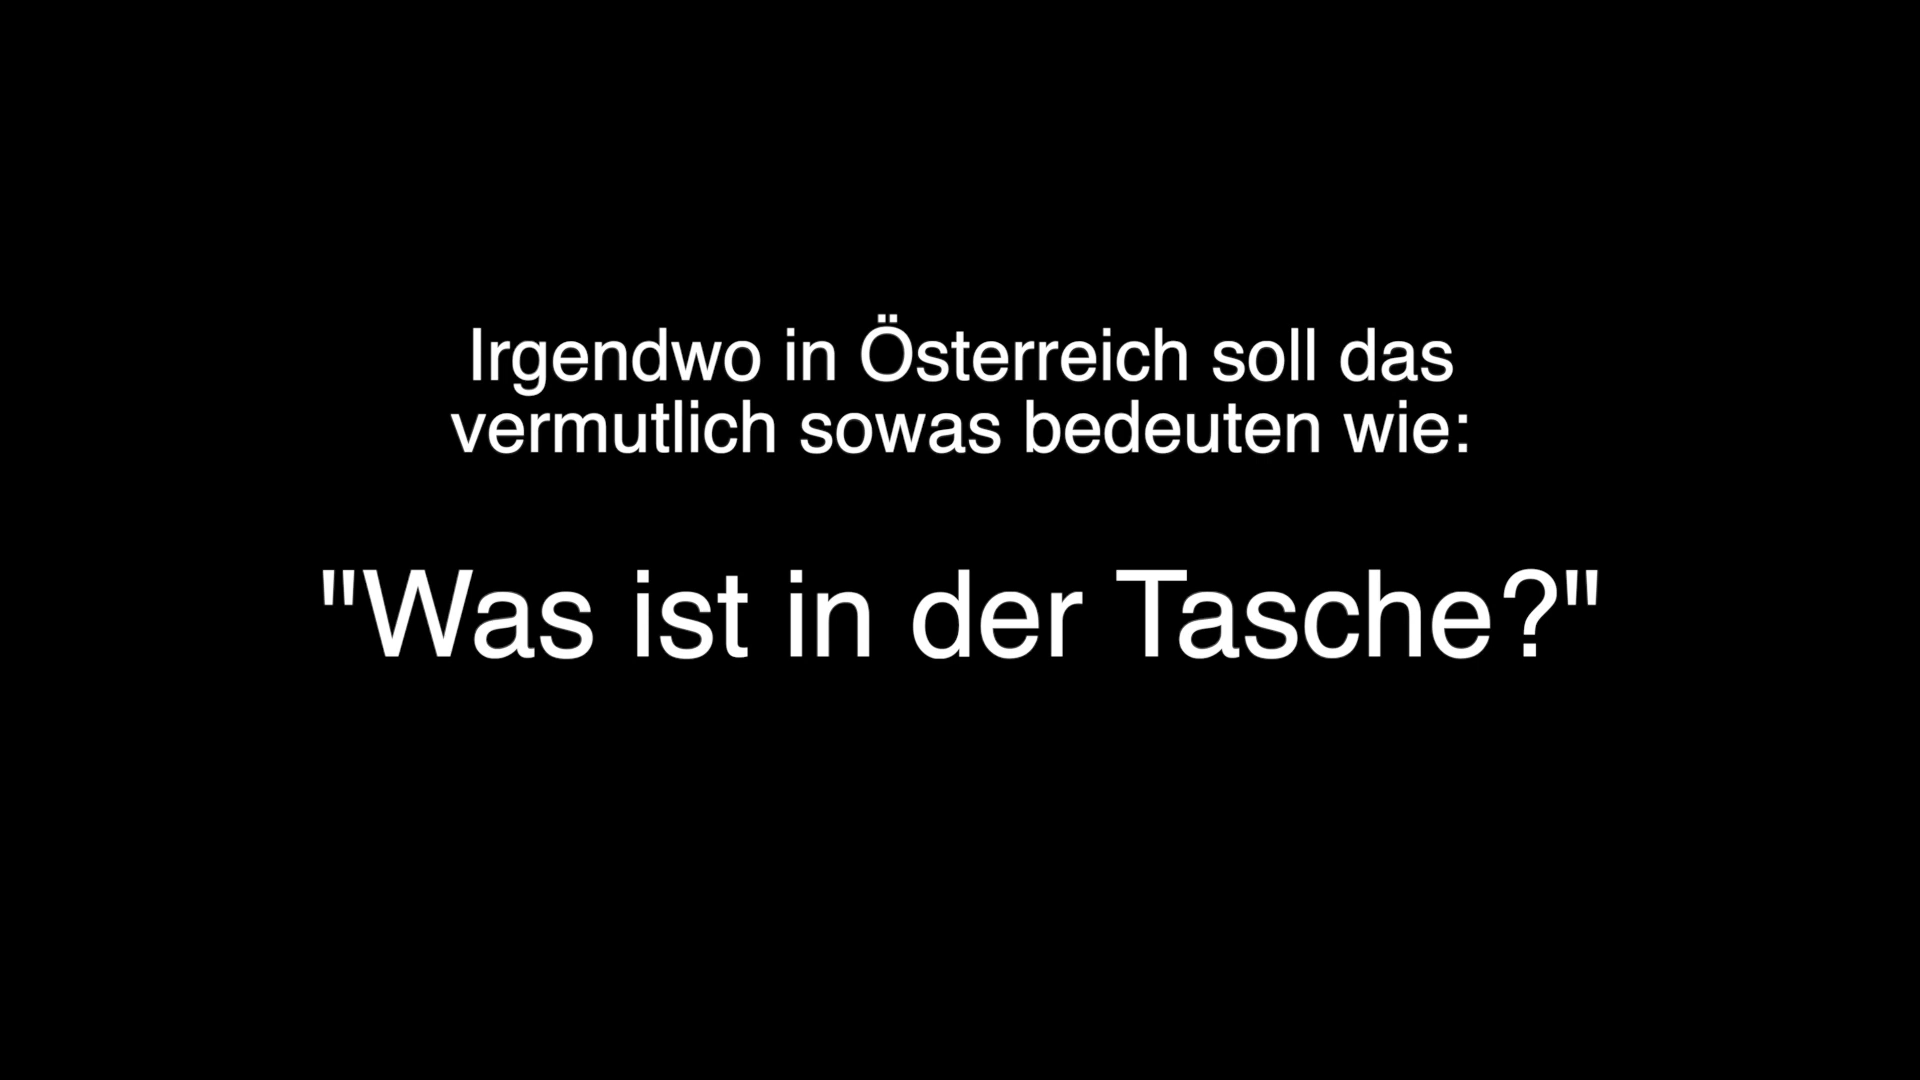 Irgendwo in Österreich soll das
vermutlich sowas bedeuten wie:
"Was ist in der Tasche?"